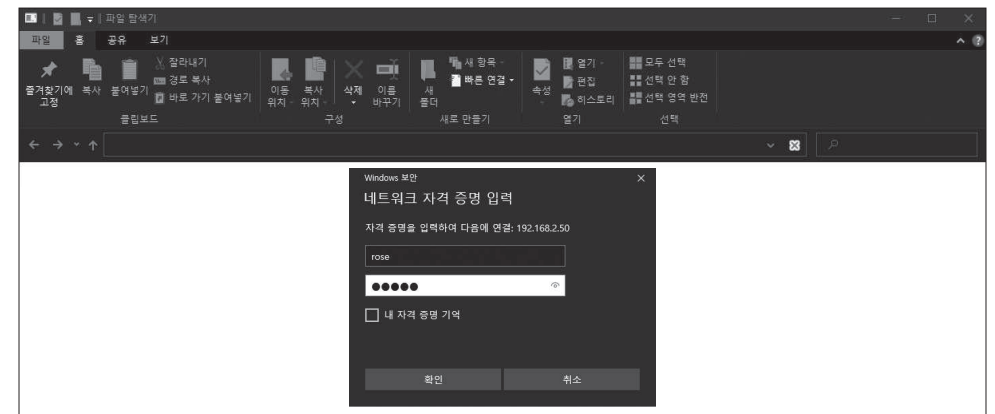 파일 탐색기
파일 홈 공유 보기
즐겨찾기에 고정
복사
붙여넣기
잘라내기
경로 복사
바로 가기 붙여넣기
클립보드
이동 위치
복사 위치
삭제
이름 바꾸기
구성
새 폴더
새 항목
빠른 연결
새로 만들기
속성
열기
편집
히스토리
열기
모두 선택
선택 안 함
선택 영역 반전
선택
Windows 보안
네트워크 자격 증명 입력
자격 증명을 입력하여 다음에 연결: 192.168.2.50
rose
●●●●●
내 자격 증명 기억
확인 취소